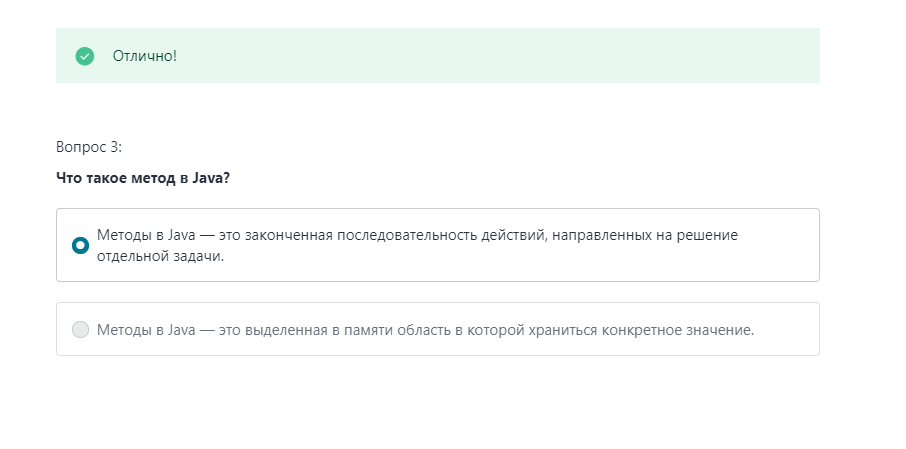 Отлично!
Вопрос 3:
Что такое метод в Java?
Методы в Java — это законченная последовательность действий, направленных на решение
отдельной задачи.
Методы в Java — это выделенная в памяти область в которой храниться конкретное значение.